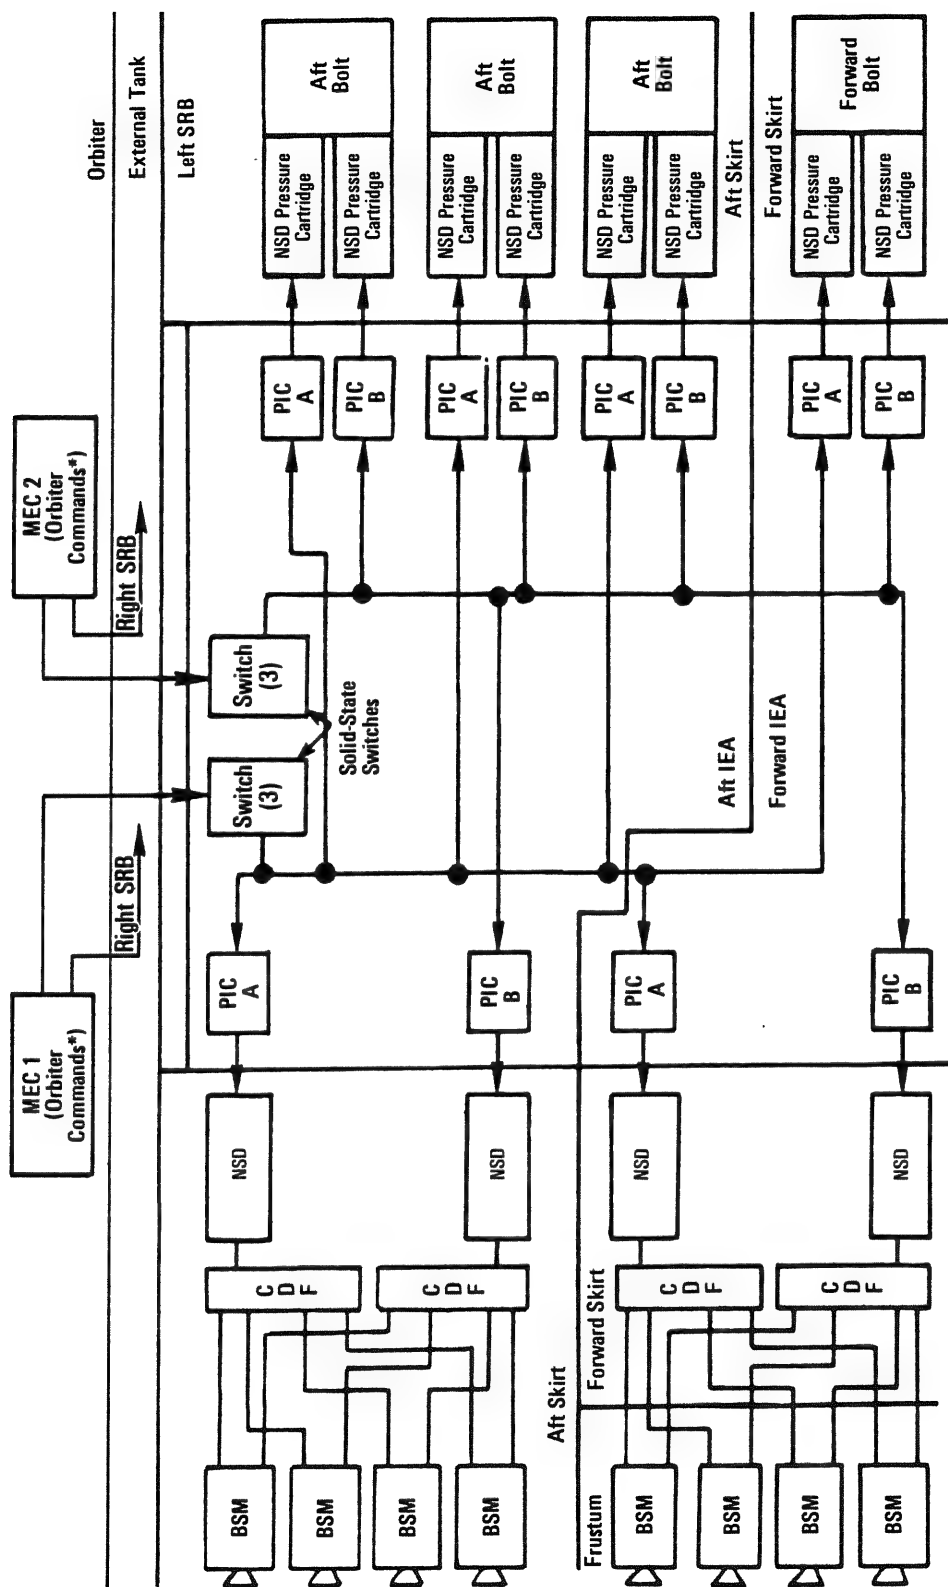 Orbiter
External Tank
Left SRB
MEC 1
(Orbiter
Commands*)
Right SRB
MEC 2
(Orbiter
Commands*)
Right SRB
Switch
(3)
Switch
(3)
Solid-State
Switches
BSM
BSM
BSM
BSM
C
D
F
C
D
F
NSD
NSD
PIC
A
PIC
B
PIC
A
PIC
B
PIC
A
PIC
B
PIC
A
PIC
B
NSD Pressure
Cartridge
NSD Pressure
Cartridge
Aft
Bolt
NSD Pressure
Cartridge
NSD Pressure
Cartridge
Aft
Bolt
NSD Pressure
Cartridge
NSD Pressure
Cartridge
Aft
Bolt
Aft Skirt
Aft IEA
Aft Skirt
Frustum
Forward Skirt
Forward IEA
Forward Skirt
BSM
BSM
BSM
BSM
C
D
F
C
D
F
NSD
NSD
PIC
A
PIC
B
PIC
A
PIC
B
NSD Pressure
Cartridge
NSD Pressure
Cartridge
Forward
Bolt